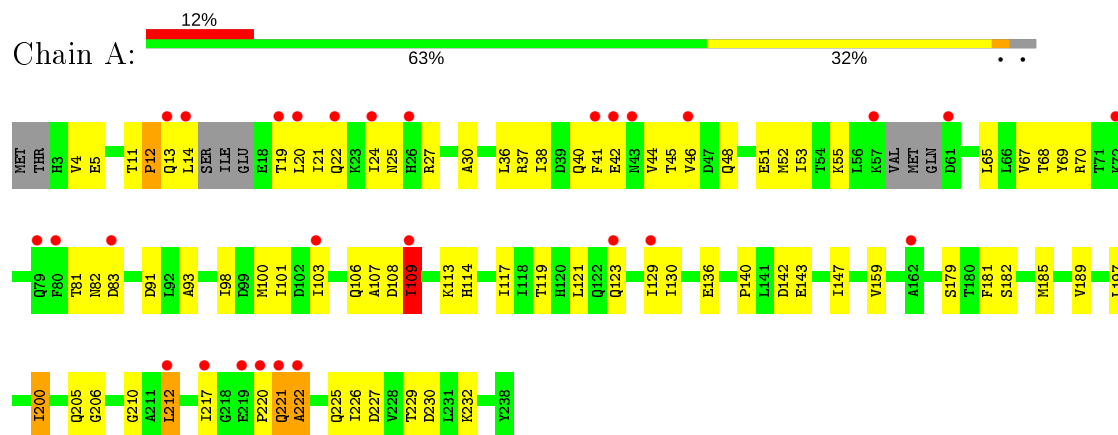 12%
Chain A:
63% 32% • •
MET THR H3 V4 E5 T11 P12 Q13 L14 SER ILE GLU E18 T19 L20 I21 Q22 K23 I24 N25 H26 R27 A30 L36 R37 I38 D39 Q40 F41 E42 N43 V44 T45 V46 D47 Q48 E51 M52 I53 T54 K55 L56 K57 VAL MET GLN D61 L65 L66 V67 T68 Y69 R70 T71 K72
Q79 F80 T81 N82 D83 D91 L92 A93 I98 D99 M100 I101 D102 I103 Q106 A107 D108 I109 K113 H114 I117 I118 T119 H120 L121 Q122 Q123 I129 I130 E136 P140 L141 D142 E143 I147 V159 A162 S179 T180 F181 S182 M185 V189 L197
I200 Q205 G206 G210 A211 L212 I217 G218 E219 P220 Q221 A222 Q225 I226 D227 V228 T229 D230 L231 K232 Y238